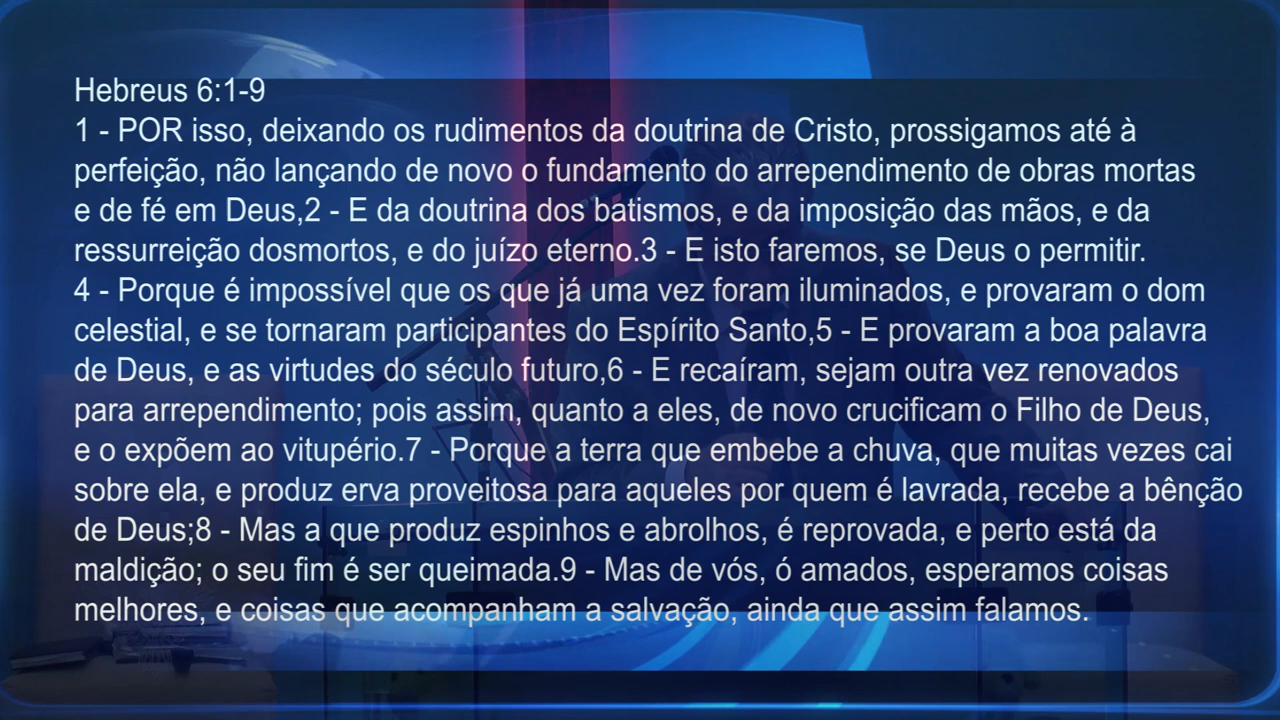 Hebreus 6:1-9
1 - POR isso, deixando os rudimentos da doutrina de Cristo, prossigamos até à
perfeição, não lançando de novo o fundamento do arrependimento de obras mortas
e de fé em Deus,2 - E da doutrina dos batismos, e da imposição das mãos, e da
ressurreição dosmortos, e do juízo eterno.3 - E isto faremos, se Deus o permitir.
4 - Porque é impossível que os que já uma vez foram iluminados, e provaram o dom
celestial, e se tornaram participantes do Espírito Santo,5 - E provaram a boa palavra
de Deus, e as virtudes do século futuro,6 - E recaíram, sejam outra vez renovados
para arrependimento; pois assim, quanto a eles, de novo crucificam o Filho de Deus,
e o expõem ao vitupério.7 - Porque a terra que embebe a chuva, que muitas vezes cai
sobre ela, e produz erva proveitosa para aqueles por quem é lavrada, recebe a bênção
de Deus;8 - Mas a que produz espinhos e abrolhos, é reprovada, e perto está da
maldição; o seu fim é ser queimada.9 - Mas de vós, ó amados, esperamos coisas
melhores, e coisas que acompanham a salvação, ainda que assim falamos.